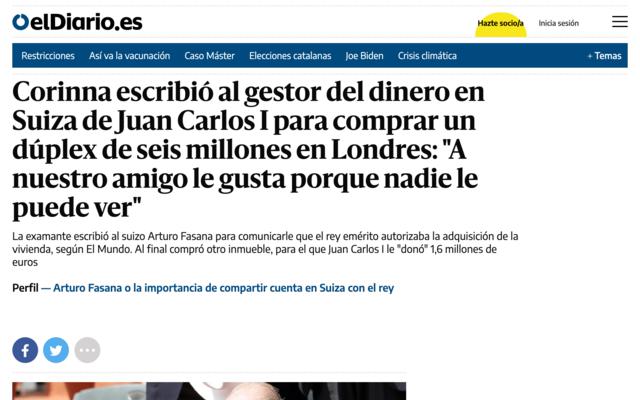 elDiario.es
Hazte socio/a
Inicia sesión
Restricciones Así va la vacunación Caso Máster Elecciones catalanas Joe Biden Crisis climática + Temas
Corinna escribió al gestor del dinero en
Suiza de Juan Carlos I para comprar un
dúplex de seis millones en Londres: "A
nuestro amigo le gusta porque nadie le
puede ver"
La examante escribió al suizo Arturo Fasana para comunicarle que el rey emérito autorizaba la adquisición de la
vivienda, según El Mundo. Al final compró otro inmueble, para el que Juan Carlos I le "donó" 1,6 millones de
euros
Perfil — Arturo Fasana o la importancia de compartir cuenta en Suiza con el rey